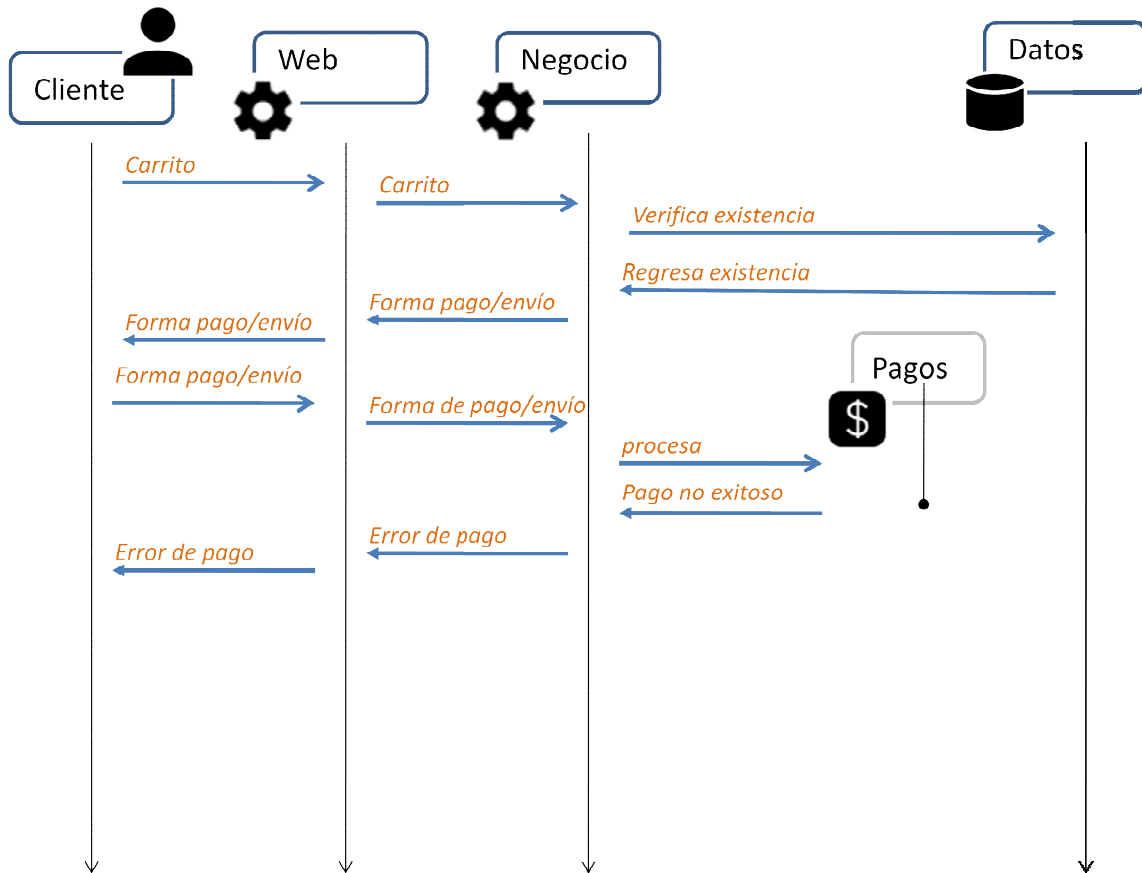 Cliente
Web
Negocio
Datos
Carrito
Carrito
Verifica existencia
Regresa existencia
Forma pago/envío
Forma pago/envío
Forma pago/envío
Forma de pago/envío
Pagos
$
procesa
Pago no exitoso
Error de pago
Error de pago